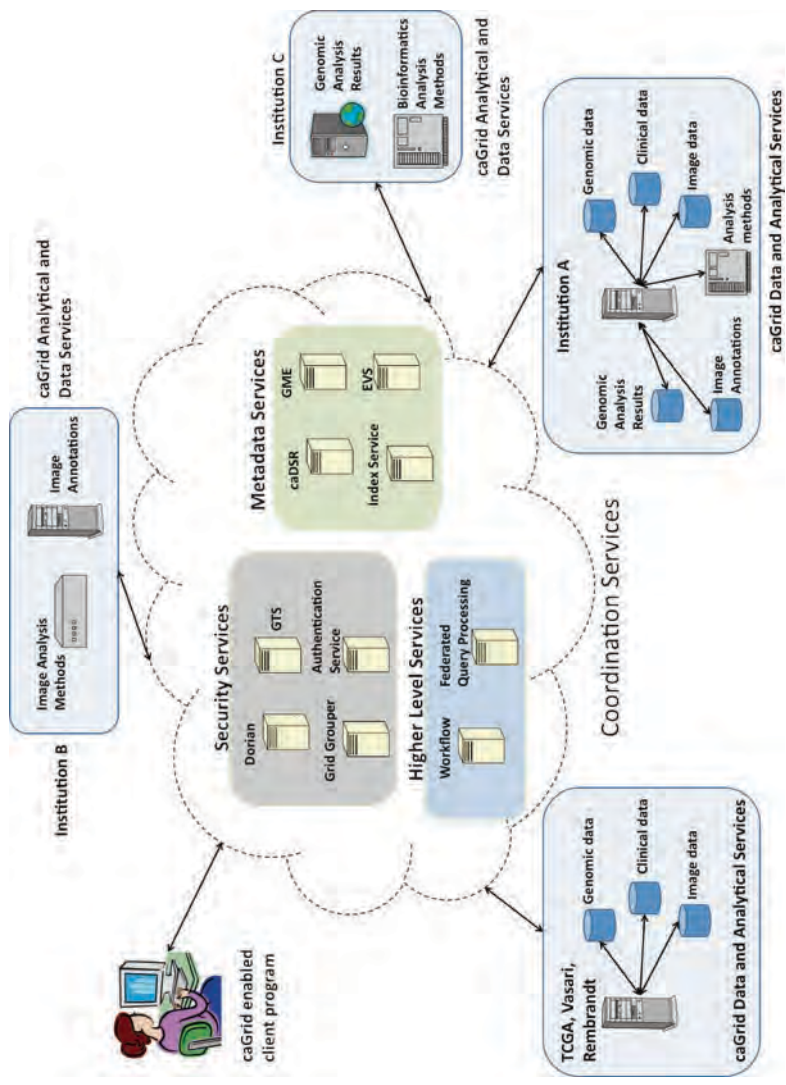 caGrid enabled
client program
Institution B
Image Analysis
Methods
Image
Annotations
caGrid Analytical and
Data Services
Institution C
Genomic
Analysis
Results
Bioinformatics
Analysis
Methods
caGrid Analytical and
Data Services
Security Services
Dorian
GTS
Grid Grouper
Authentication
Service
Metadata Services
caDSR
GME
Index Service
EVS
Higher Level Services
Workflow
Federated
Query Processing
Coordination Services
TCGA, Vasari,
Rembrandt
Genomic data
Clinical data
Image data
caGrid Data and Analytical Services
Institution A
Genomic data
Clinical data
Image data
Analysis
methods
Genomic
Analysis
Results
Image
Annotations
caGrid Data and Analytical Services